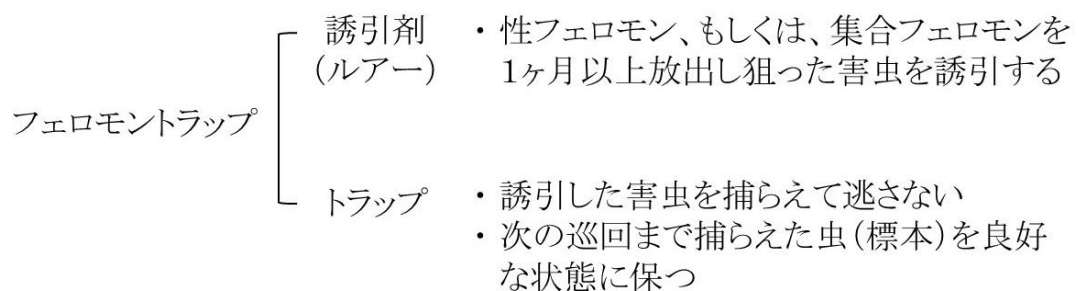 誘引剤
(ルアー)
・性フェロモン、もしくは、集合フェロモンを
1ヶ月以上放出し狙った害虫を誘引する
フェロモントラップ
トラップ
・誘引した害虫を捕らえて逃さない
・次の巡回まで捕らえた虫(標本)を良好
な状態に保つ